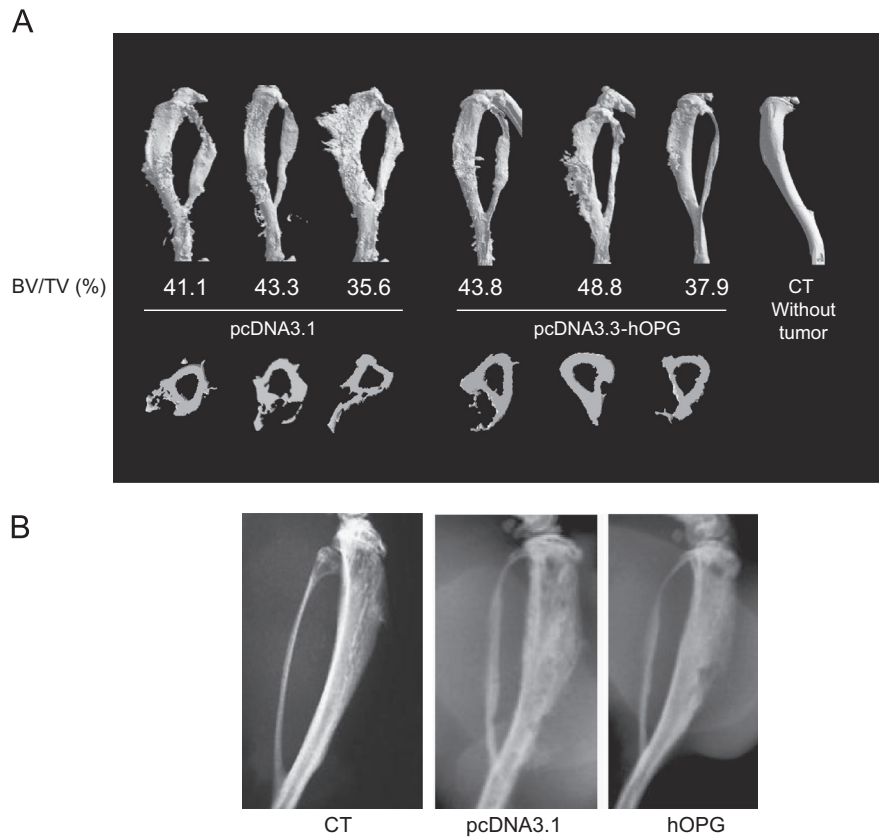 A
BV/TV (%)
41.1 43.3 35.6 43.8 48.8 37.9 CT
Without
tumor
pcDNA3.1 pcDNA3.3-hOPG
B
CT pcDNA3.1 hOPG